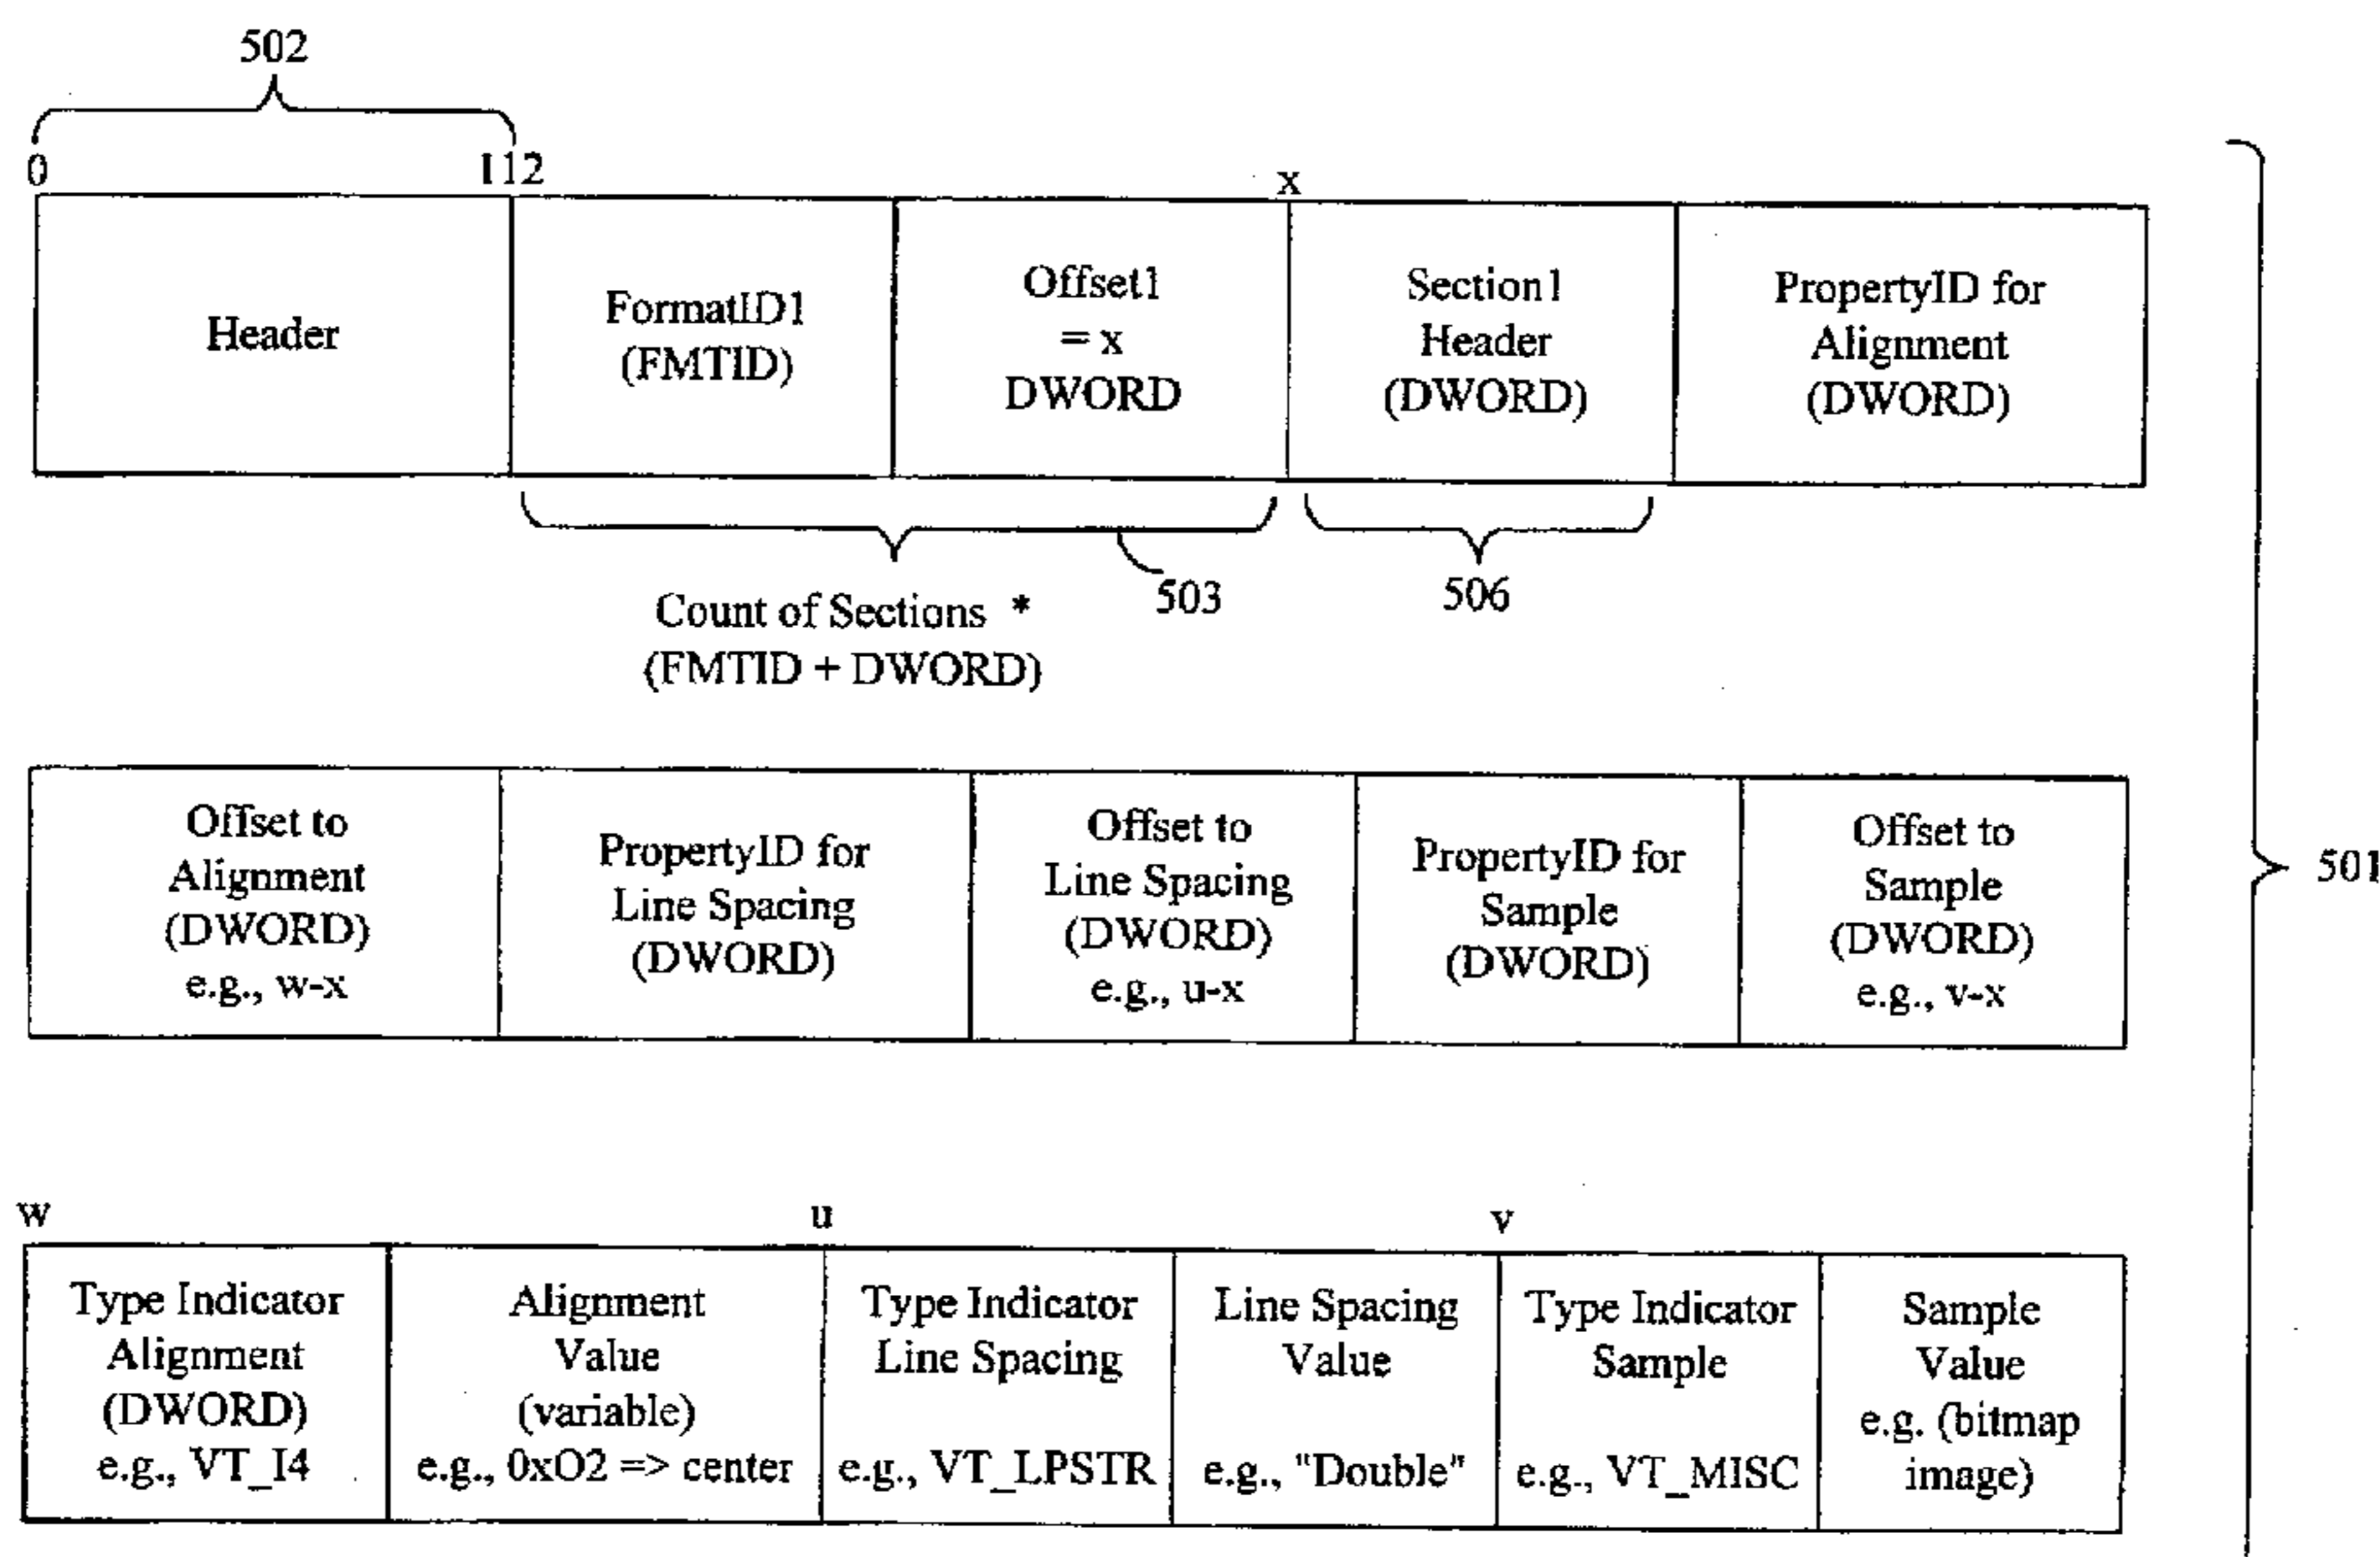 502
0
112
x
Header
FormatID1
(FMTID)
Offset1
= x
DWORD
Section1
Header
(DWORD)
PropertyID for
Alignment
(DWORD)
Count of Sections *
(FMTID + DWORD)
503
506
Offset to
Alignment
(DWORD)
e.g., w-x
PropertyID for
Line Spacing
(DWORD)
Offset to
Line Spacing
(DWORD)
e.g., u-x
PropertyID for
Sample
(DWORD)
Offset to
Sample
(DWORD)
e.g., v-x
501
w
u
v
Type Indicator
Alignment
(DWORD)
e.g., VT_I4
Alignment
Value
(variable)
e.g., 0xO2 => center
Type Indicator
Line Spacing
e.g., VT_LPSTR
Line Spacing
Value
e.g., "Double"
Type Indicator
Sample
e.g., VT_MISC
Sample
Value
e.g. (bitmap
image)